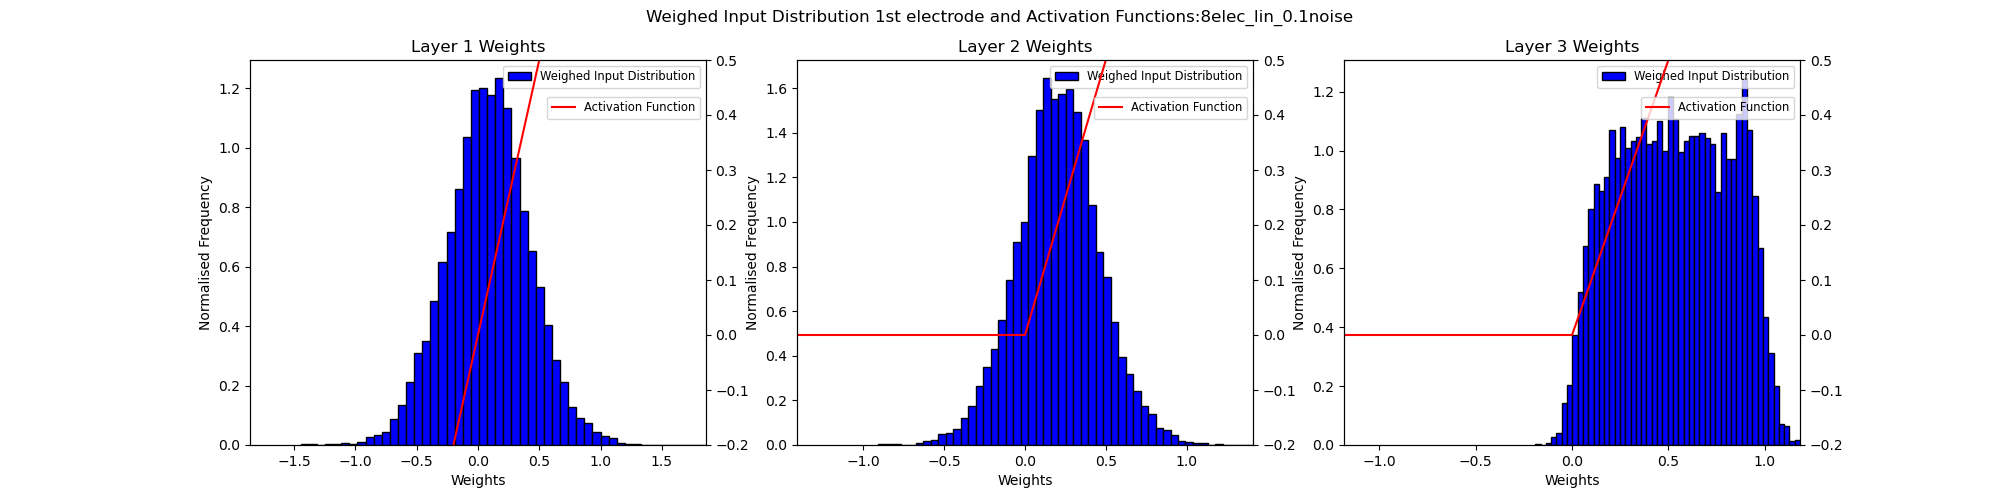 Weighed Input Distribution 1st electrode and Activation Functions:8elec_lin_0.1noise
Layer 1 Weights
Weighed Input Distribution
Activation Function
Normalised Frequency
1.2
1.0
0.8
0.6
0.4
0.2
0.0
0.5
0.4
0.3
0.2
0.1
0.0
−0.1
−0.2
−1.5 −1.0 −0.5 0.0 0.5 1.0 1.5
Weights
Layer 2 Weights
Weighed Input Distribution
Activation Function
Normalised Frequency
1.6
1.4
1.2
1.0
0.8
0.6
0.4
0.2
0.0
0.5
0.4
0.3
0.2
0.1
0.0
−0.1
−0.2
−1.0 −0.5 0.0 0.5 1.0
Weights
Layer 3 Weights
Weighed Input Distribution
Activation Function
Normalised Frequency
1.2
1.0
0.8
0.6
0.4
0.2
0.0
0.5
0.4
0.3
0.2
0.1
0.0
−0.1
−0.2
−1.0 −0.5 0.0 0.5 1.0
Weights